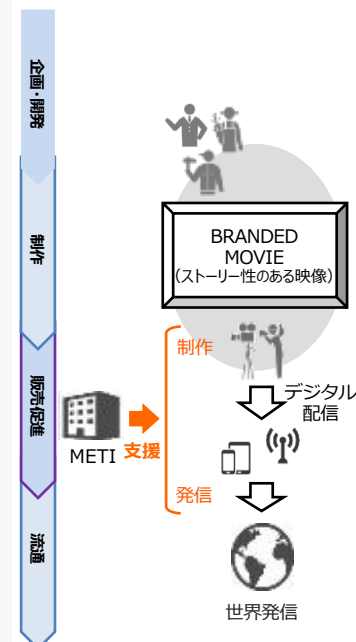 企画・開発
制作
販売促進
流通
BRANDED
MOVIE
(ストーリー性のある映像)
制作
デジタル
配信
METI
支援
発信
世界発信